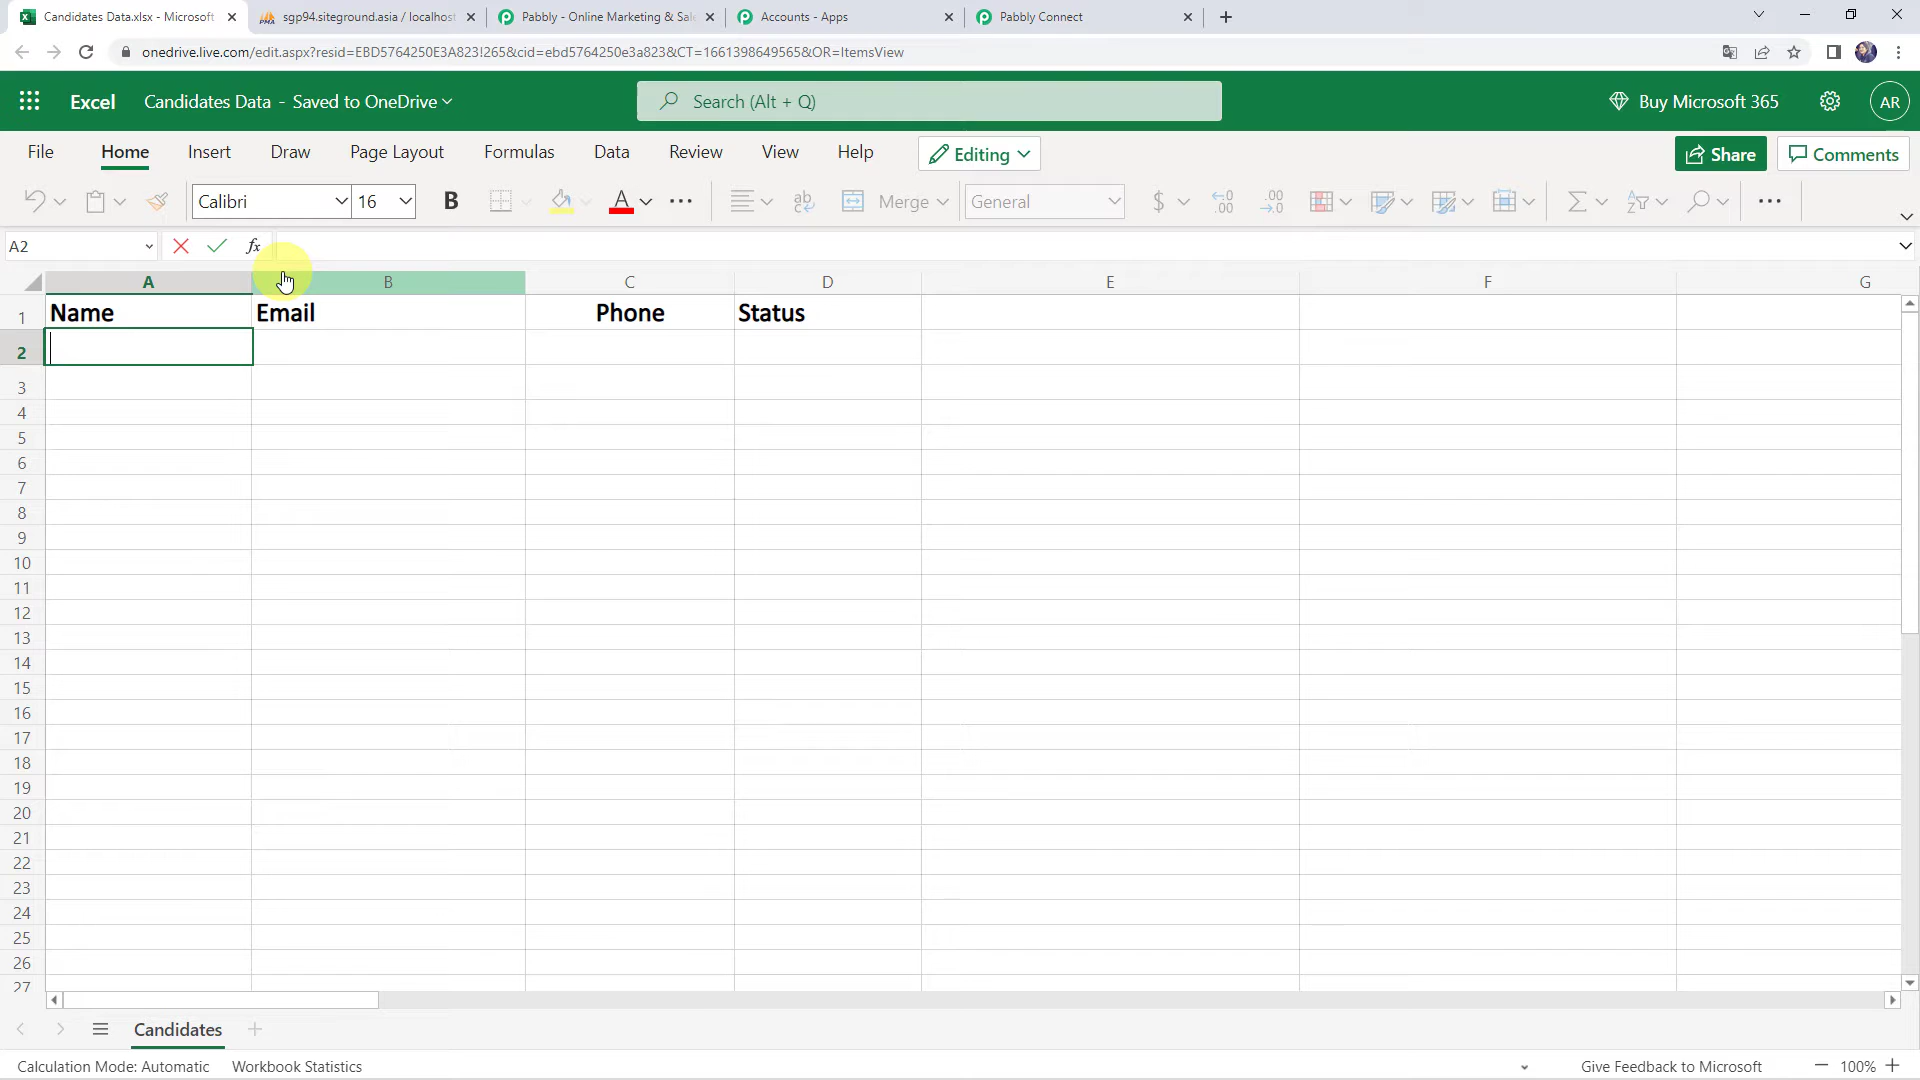 Candidates Data.xlsx - Microsoft
sgp94.siteground.asia / localhost
Pabbly - Online Marketing & Sale
Accounts - Apps
Pabbly Connect
onedrive.live.com/edit.aspx?resid=EBD5764250E3A823!265&cid=ebd5764250e3a823&CT=1661398649565&OR=ItemsView
Excel
Candidates Data - Saved to OneDrive
Search (Alt + Q)
Buy Microsoft 365
AR
File
Home
Insert
Draw
Page Layout
Formulas
Data
Review
View
Help
Editing
Share
Comments
Calibri
16
B
A
ab
Merge
General
$
.00
.00
A2
fx
A
B
C
D
E
F
G
1
Name
Email
Phone
Status
2
3
4
5
6
7
8
9
10
11
12
13
14
15
16
17
18
19
20
21
22
23
24
25
26
27
Candidates
Calculation Mode: Automatic
Workbook Statistics
Give Feedback to Microsoft
100%